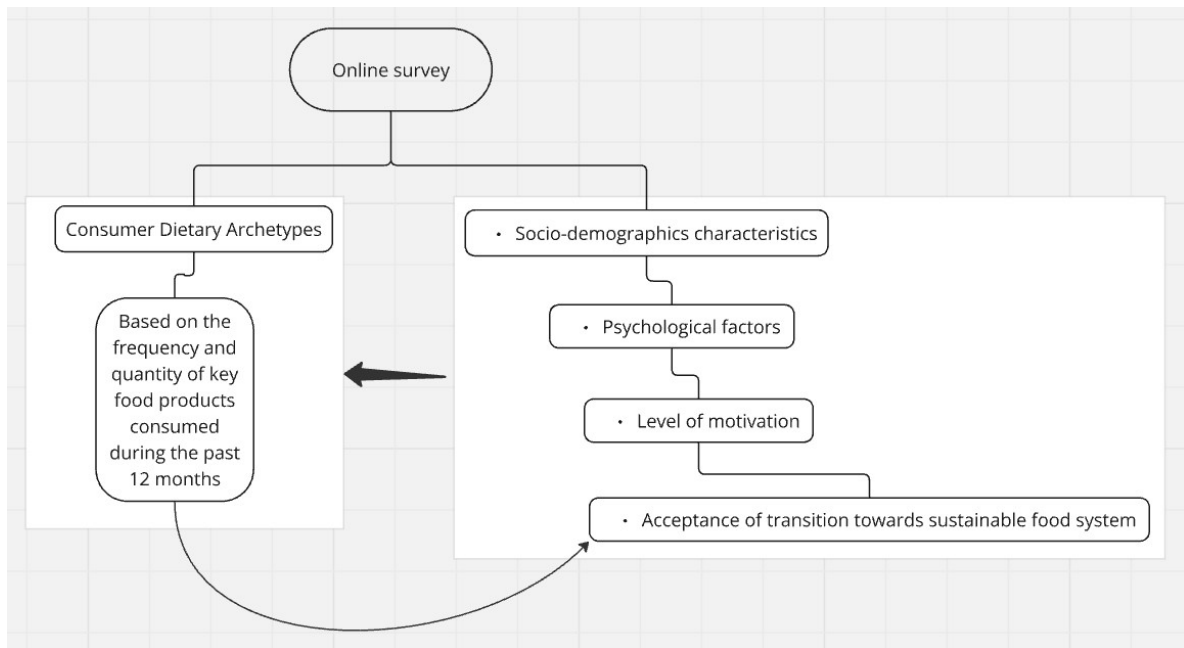 Online survey
Consumer Dietary Archetypes
Based on the
frequency and
quantity of key
food products
consumed
during the past
12 months
• Socio-demographics characteristics
• Psychological factors
• Level of motivation
• Acceptance of transition towards sustainable food system